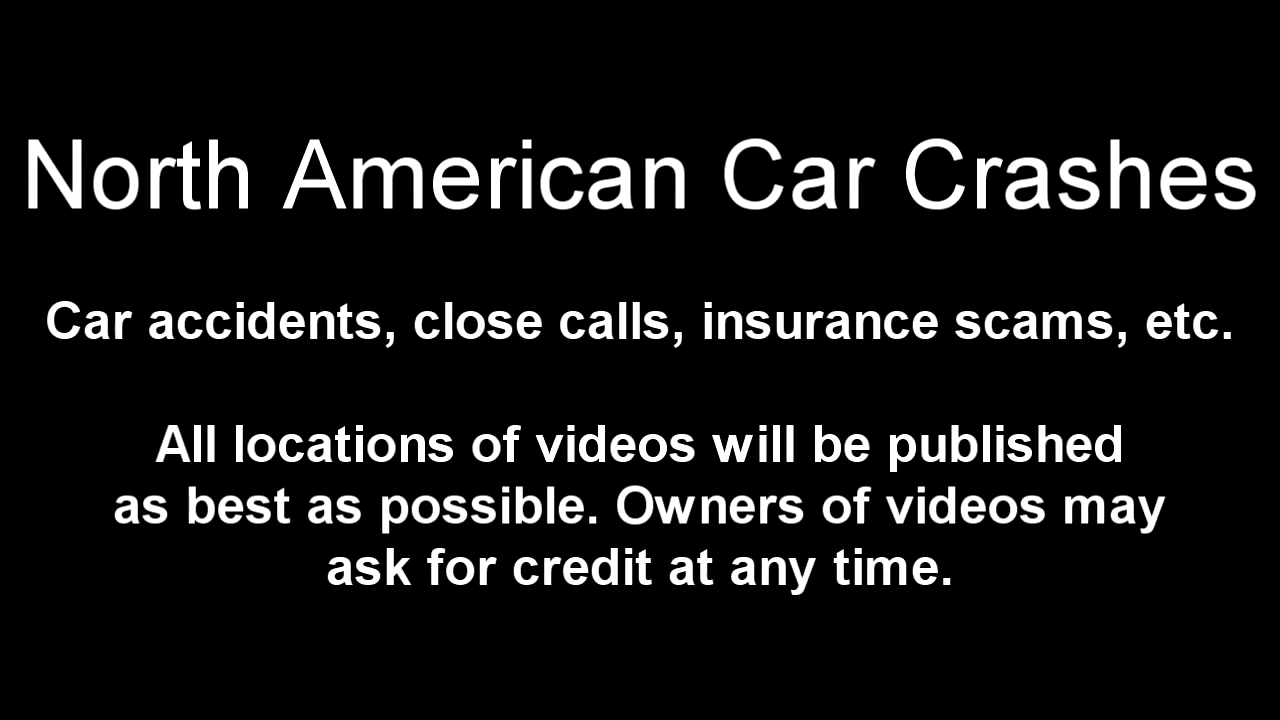 North American Car Crashes
Car accidents, close calls, insurance scams, etc.
All locations of videos will be published
as best as possible. Owners of videos may
ask for credit at any time.